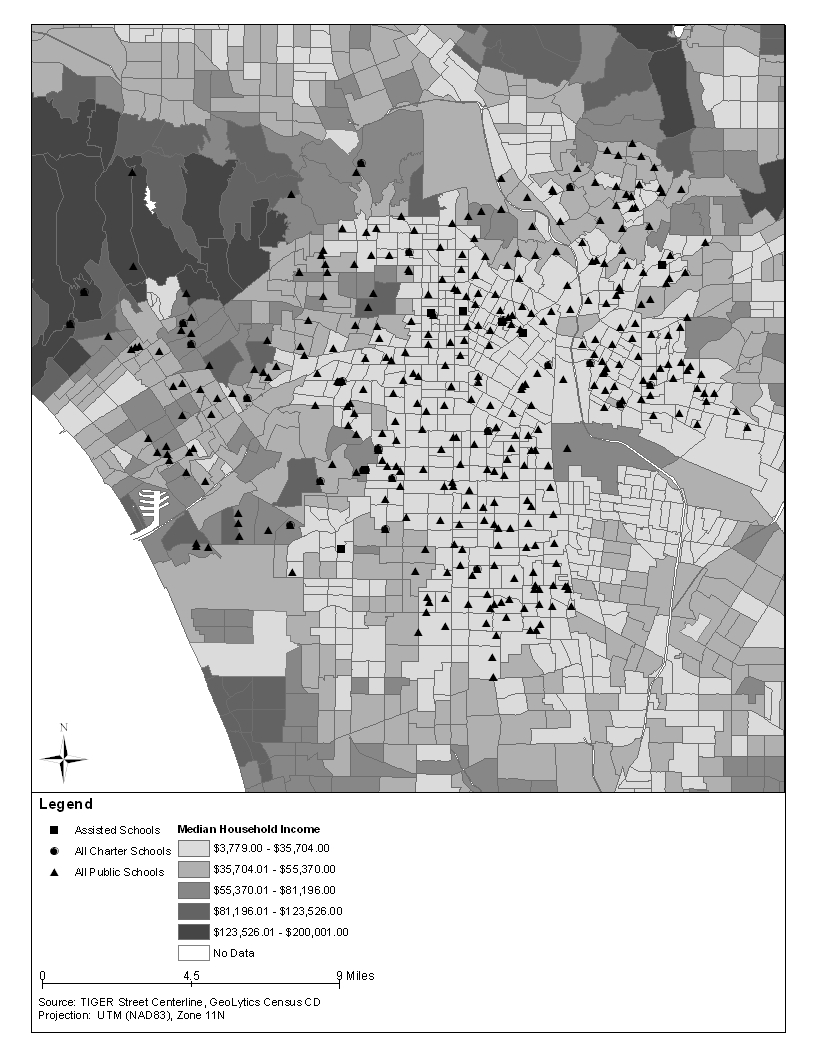 N
Legend
Assisted Schools
All Charter Schools
All Public Schools
Median Household Income
$3,779.00 - $35,704.00
$35,704.01 - $55,370.00
$55,370.01 - $81,196.00
$81,196.01 - $123,526.00
$123,526.01 - $200,001.00
No Data
0 4.5 9 Miles
Source: TIGER Street Centerline, GeoLytics Census CD
Projection: UTM (NAD83), Zone 11N